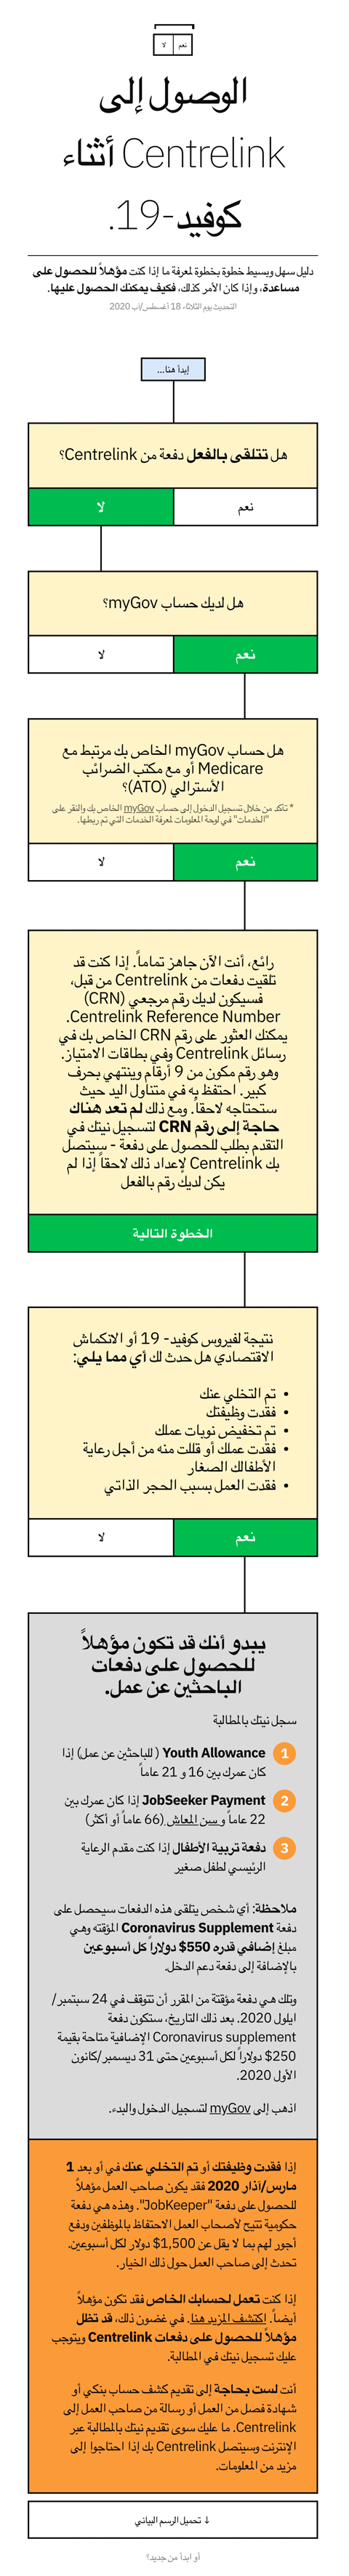 نعم
لا
الوصول إلى
Centrelink أثناء
كوفيد-19.
دليل سهل وبسيط خطوة بخطوة لمعرفة ما إذا كنت مؤهلاً للحصول على
مساعدة، وإذا كان الأمر كذلك، فكيف يمكنك الحصول عليها.
التحديث يوم الثلاثاء 18 أغسطس/آب 2020
إبدأ هنا...
هل تتلقى بالفعل دفعة من Centrelink؟
نعم
لا
هل لديك حساب myGov؟
نعم
لا
هل حساب myGov الخاص بك مرتبط مع
Medicare أو مع مكتب الضرائب
الأسترالي (ATO)؟
* تأكد من خلال تسجيل الدخول إلى حساب myGov الخاص بك والنقر على
"الخدمات" في لوحة المعلومات لمعرفة الخدمات التي تم ربطها.
نعم
لا
رائع، أنت الآن جاهز تماماً. إذا كنت قد
تلقيت دفعات من Centrelink من قبل،
فسيكون لديك رقم مرجعي (CRN)
Centrelink Reference Number.
يمكنك العثور على رقم CRN الخاص بك في
رسائل Centrelink وفي بطاقات الامتياز.
وهو رقم مكون من 9 أرقام وينتهي بحرف
كبير. احتفظ به في متناول اليد حيث
ستحتاجه لاحقاً. ومع ذلك لم تعد هناك
حاجة إلى رقم CRN لتسجيل نيتك في
التقدم بطلب للحصول على دفعة - سيتصل
بك Centrelink لإعداد ذلك لاحقاً إذا لم
يكن لديك رقم بالفعل
الخطوة التالية
نتيجة لفيروس كوفيد- 19 أو الانكماش
الاقتصادي هل حدث لك أي مما يلي:
• تم التخلي عنك
• فقدت وظيفتك
• تم تخفيض نوبات عملك
• فقدت عملك أو قللت منه من أجل رعاية
الأطفالك الصغار
• فقدت العمل بسبب الحجر الذاتي
نعم
لا
يبدو أنك قد تكون مؤهلاً
للحصول على دفعات
الباحثين عن عمل.
سجل نيتك بالمطالبة
1 Youth Allowance ( للباحثين عن عمل) إذا
كان عمرك بين 16 و 21 عاماً
2 JobSeeker Payment إذا كان عمرك بين
22 عاماً و سن المعاش (66 عاماً أو أكثر)
3 دفعة تربية الأطفال إذا كنت مقدم الرعاية
الرئيسي لطفل صغير
ملاحظة: أي شخص يتلقى هذه الدفعات سيحصل على
دفعة Coronavirus Supplement المؤقتة وهي
مبلغ إضافي قدره 550$ دولاراً كل أسبوعين
بالإضافة إلى دفعة دعم الدخل.
وتلك هي دفعة مؤقتة من المقرر أن تتوقف في 24 سبتمبر/
ايلول 2020. بعد ذلك التاريخ، ستكون دفعة
Coronavirus supplement الإضافية متاحة بقيمة
250$ دولاراً لكل أسبوعين حتى 31 ديسمبر/كانون
الأول 2020.
اذهب إلى myGov لتسجيل الدخول والبدء.
إذا فقدت وظيفتك أو تم التخلي عنك في أو بعد 1
مارس/آذار 2020 فقد يكون صاحب العمل مؤهلاً
للحصول على دفعة "JobKeeper". وهذه هي دفعة
حكومية تتيح لأصحاب العمل الاحتفاظ بالموظفين ودفع
أجور لهم بما لا يقل عن 1,500$ دولار لكل أسبوعين.
تحدث إلى صاحب العمل حول ذلك الخيار.
إذا كنت تعمل لحسابك الخاص فقد تكون مؤهلاً
أيضاً. اكتشف المزيد هنا. في غضون ذلك، قد تظل
مؤهلاً للحصول على دفعات Centrelink ويتوجب
عليك تسجيل نيتك في المطالبة.
أنت لست بحاجة إلى تقديم كشف حساب بنكي أو
شهادة فصل من العمل أو رسالة من صاحب العمل إلى
Centrelink. ما عليك سوى تقديم نيتك بالمطالبة عبر
الإنترنت وسيتصل Centrelink بك إذا احتاجوا إلى
مزيد من المعلومات.
↓ تحميل الرسم البياني
أو ابدأ من جديد؟